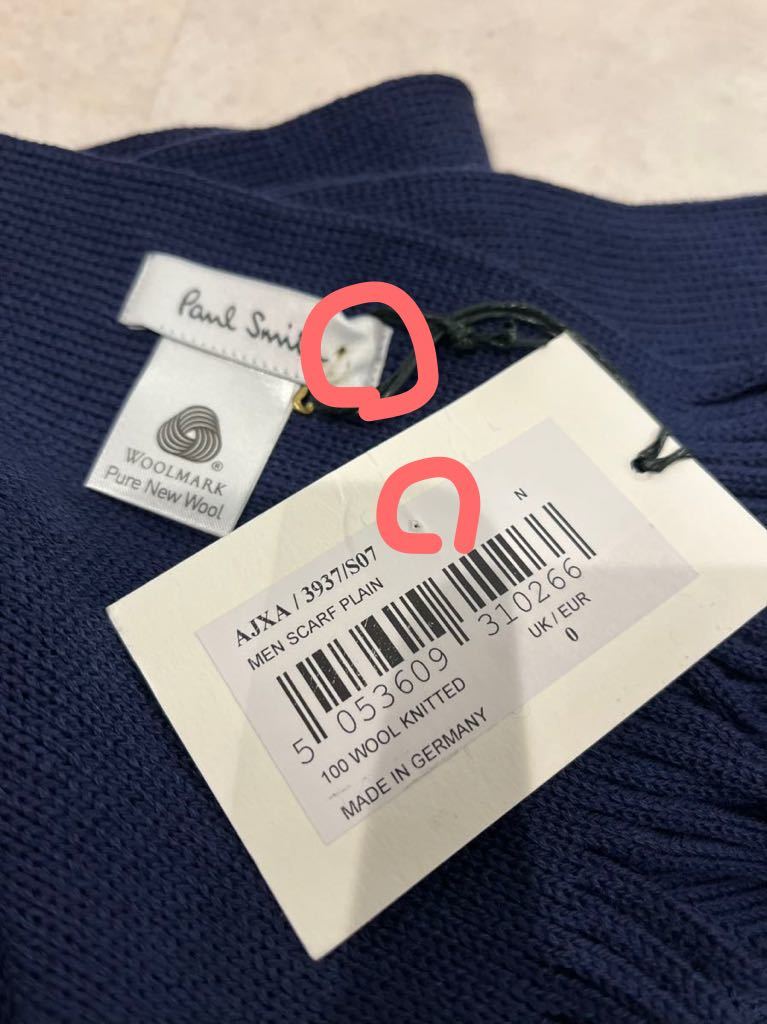 Paul Smith
WOOLMARK
®
Pure New Wool
N
AJXA / 3937/S07
MEN SCARF PLAIN
5 053609 310266
UK / EUR
0
100 WOOL KNITTED
MADE IN GERMANY